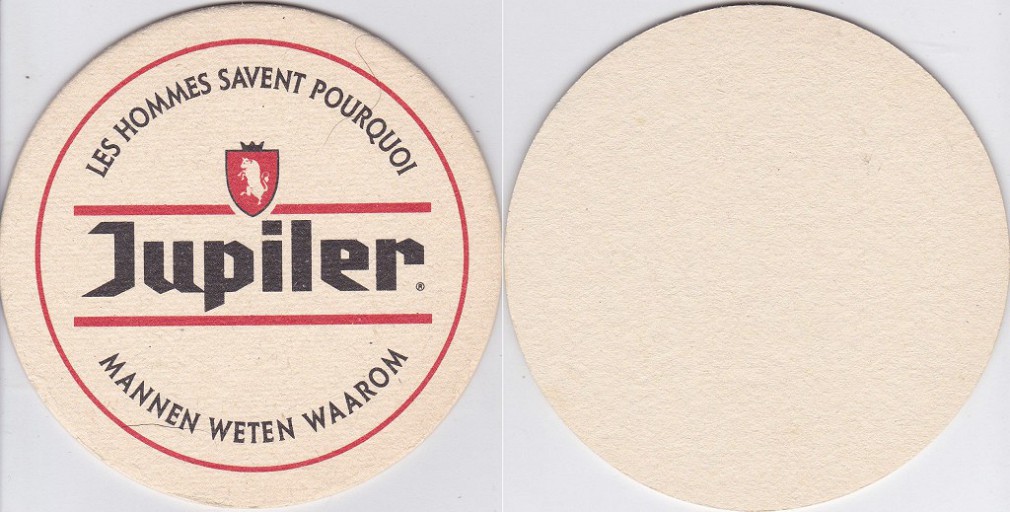 LES HOMMES SAVENT POURQUOI
Jupiler®
MANNEN WETEN WAAROM